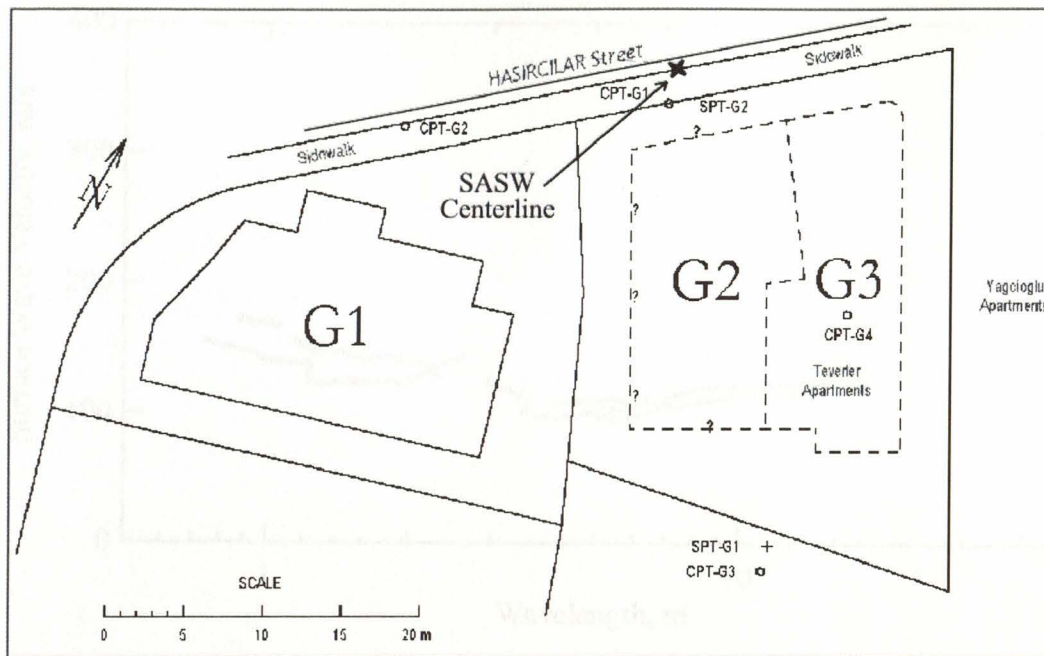 HASIRCILAR Street
Sidewalk
CPT-G1
SPT-G2
CPT-G2
Sidewalk
N
SASW
Centerline
?
?
?
?
?
G1
G2
G3
CPT-G4
Teverler
Apartments
Yagcioglu
Apartments
SPT-G1
CPT-G3
SCALE
0 5 10 15 20 m